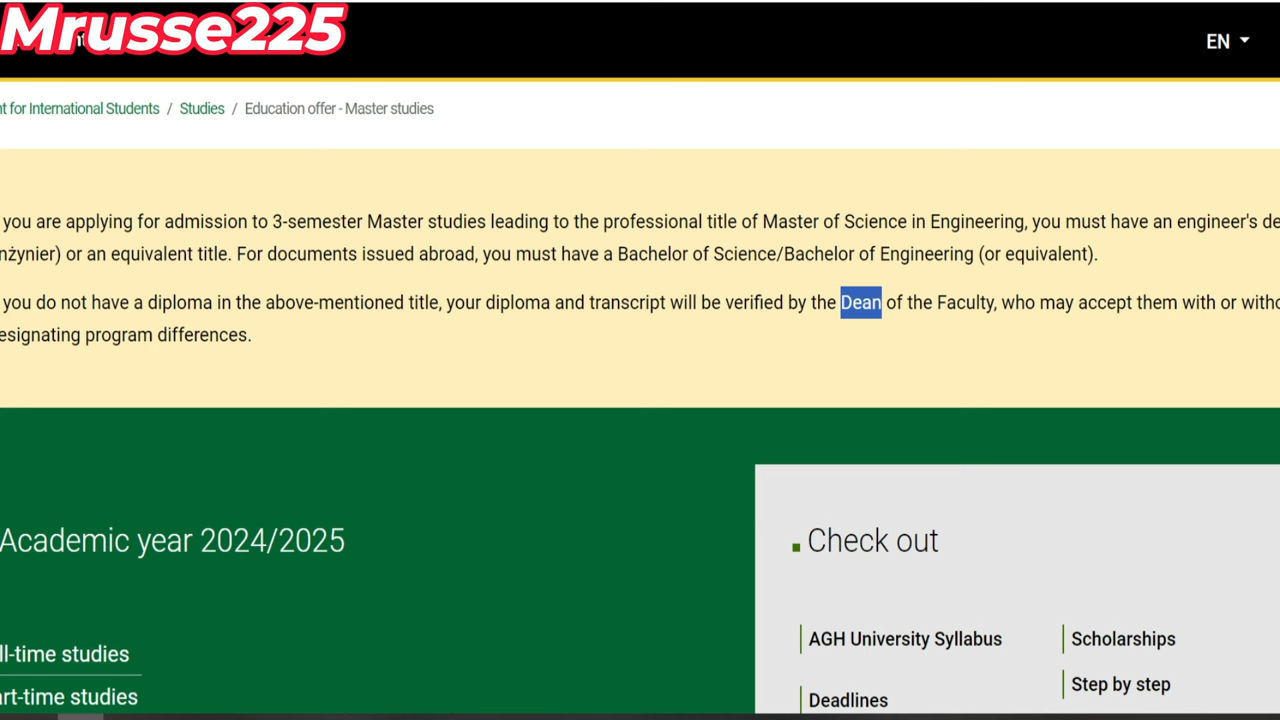 Mrusse225
EN
t for International Students / Studies / Education offer - Master studies
you are applying for admission to 3-semester Master studies leading to the professional title of Master of Science in Engineering, you must have an engineer's de
nżynier) or an equivalent title. For documents issued abroad, you must have a Bachelor of Science/Bachelor of Engineering (or equivalent).
you do not have a diploma in the above-mentioned title, your diploma and transcript will be verified by the Dean of the Faculty, who may accept them with or witho
esignating program differences.
Academic year 2024/2025
Check out
ll-time studies
art-time studies
AGH University Syllabus
Deadlines
Scholarships
Step by step